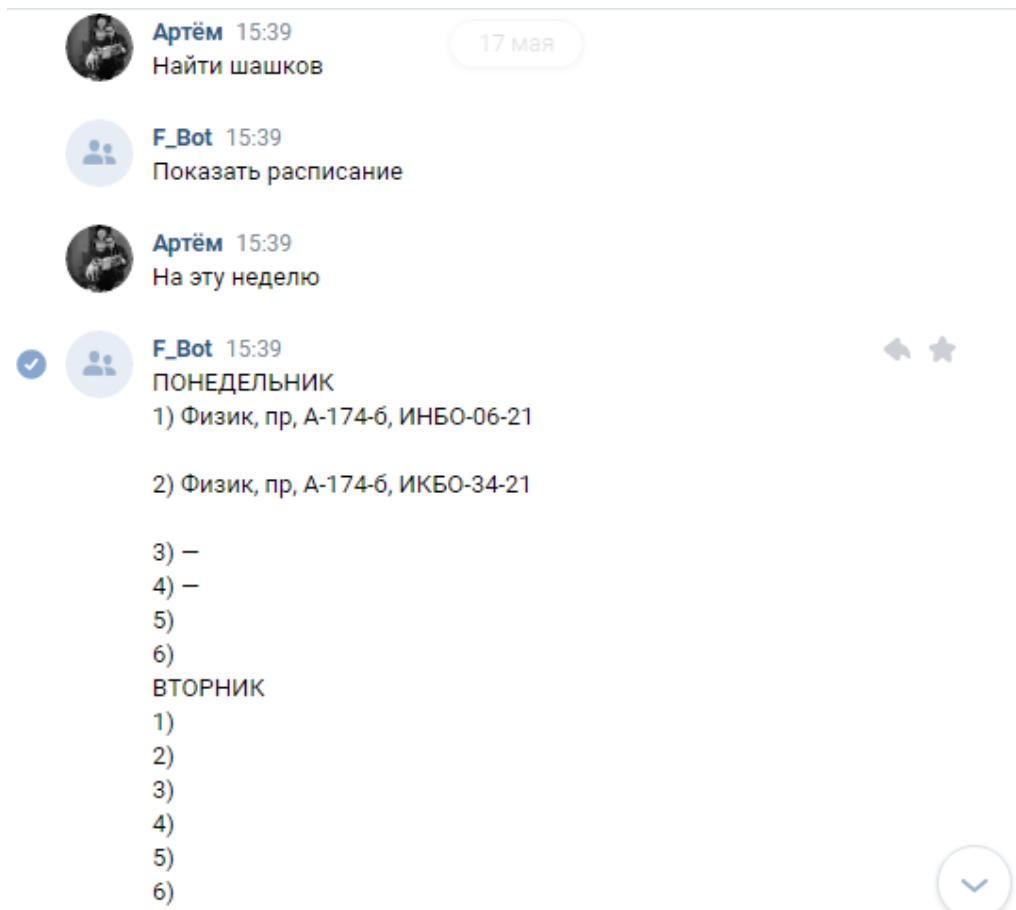 Артём 15:39
17 мая
Найти шашков
F_Bot 15:39
Показать расписание
Артём 15:39
На эту неделю
F_Bot 15:39
ПОНЕДЕЛЬНИК
1) Физик, пр, А-174-б, ИНБО-06-21
2) Физик, пр, А-174-б, ИКБО-34-21
3) —
4) —
5)
6)
ВТОРНИК
1)
2)
3)
4)
5)
6)